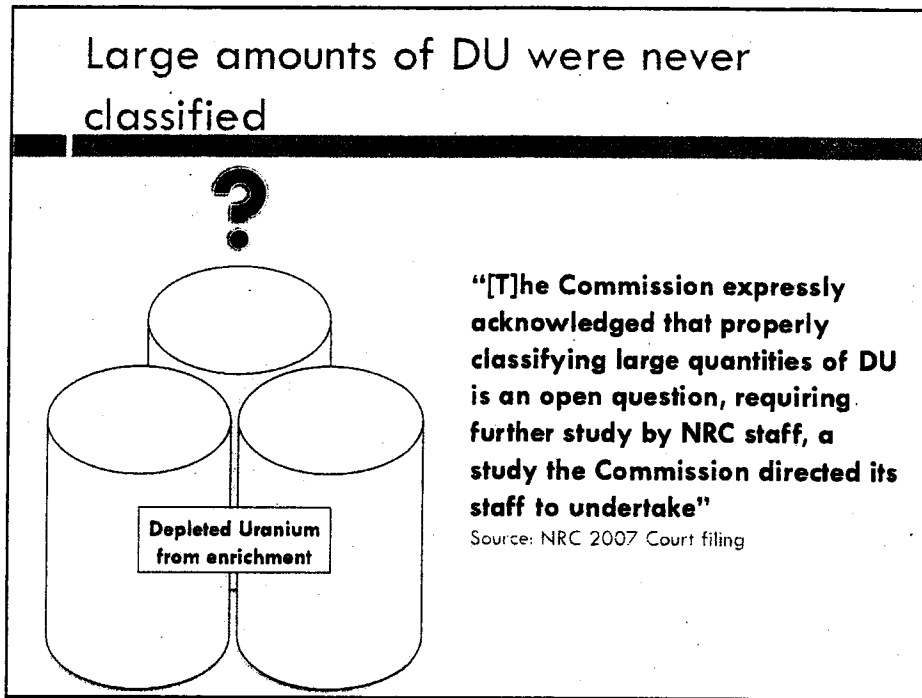 Large amounts of DU were never
classified
?
“[T]he Commission expressly
acknowledged that properly
classifying large quantities of DU
is an open question, requiring
further study by NRC staff, a
study the Commission directed its
staff to undertake”
Source: NRC 2007 Court filing
Depleted Uranium
from enrichment